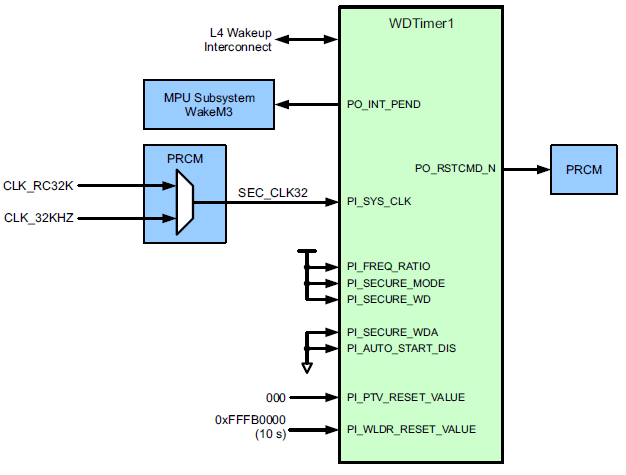 WDTimer1
L4 Wakeup
Interconnect
MPU Subsystem
WakeM3
PO_INT_PEND
PRCM
PO_RSTCMD_N
PRCM
CLK_RC32K
SEC_CLK32
PI_SYS_CLK
CLK_32KHZ
PI_FREQ_RATIO
PI_SECURE_MODE
PI_SECURE_WD
PI_SECURE_WDA
PI_AUTO_START_DIS
000
PI_PTV_RESET_VALUE
0xFFFB0000
(10 s)
PI_WLDR_RESET_VALUE